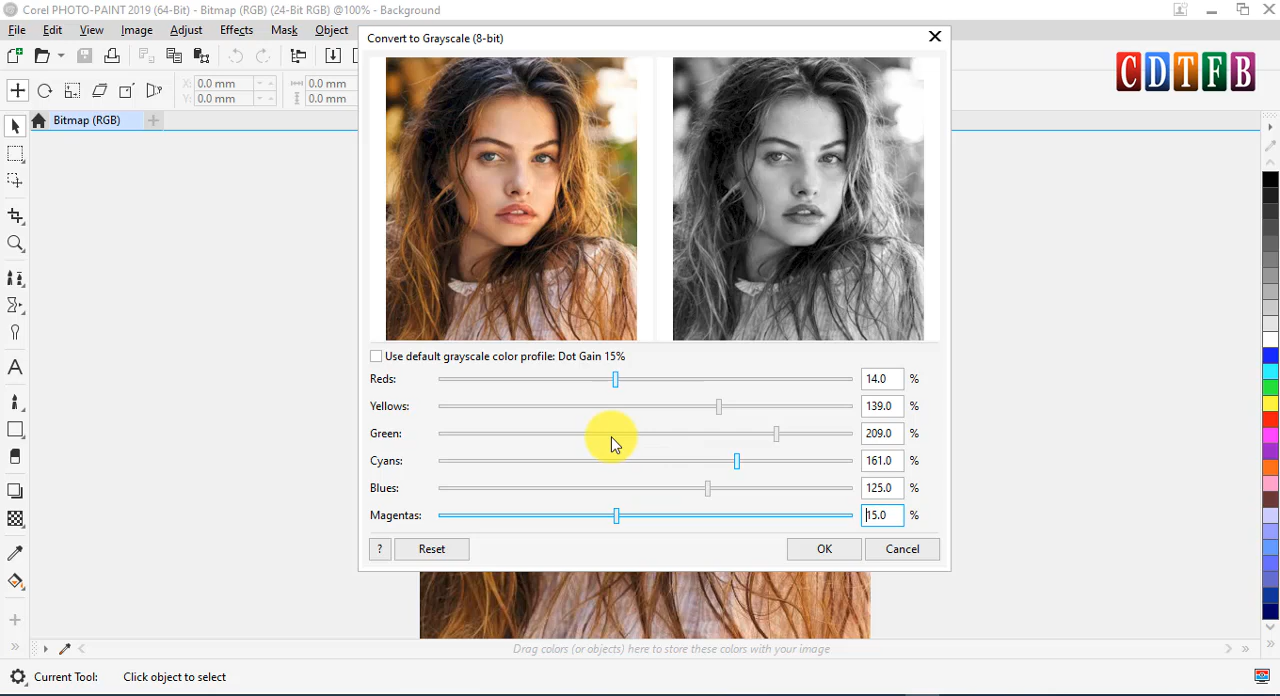 Corel PHOTO-PAINT 2019 (64-Bit) - Bitmap (RGB) (24-Bit RGB) @100% - Background
File Edit View Image Adjust Effects Mask Object
Convert to Grayscale (8-bit)
CDTFB
X: 0.0 mm
0.0 mm
Y: 0.0 mm
0.0 mm
Bitmap (RGB)
Use default grayscale color profile: Dot Gain 15%
Reds: 14.0 %
Yellows: 139.0 %
Green: 209.0 %
Cyans: 161.0 %
Blues: 125.0 %
Magentas: 15.0 %
? Reset OK Cancel
Drag colors (or objects) here to store these colors with your image
Current Tool: Click object to select